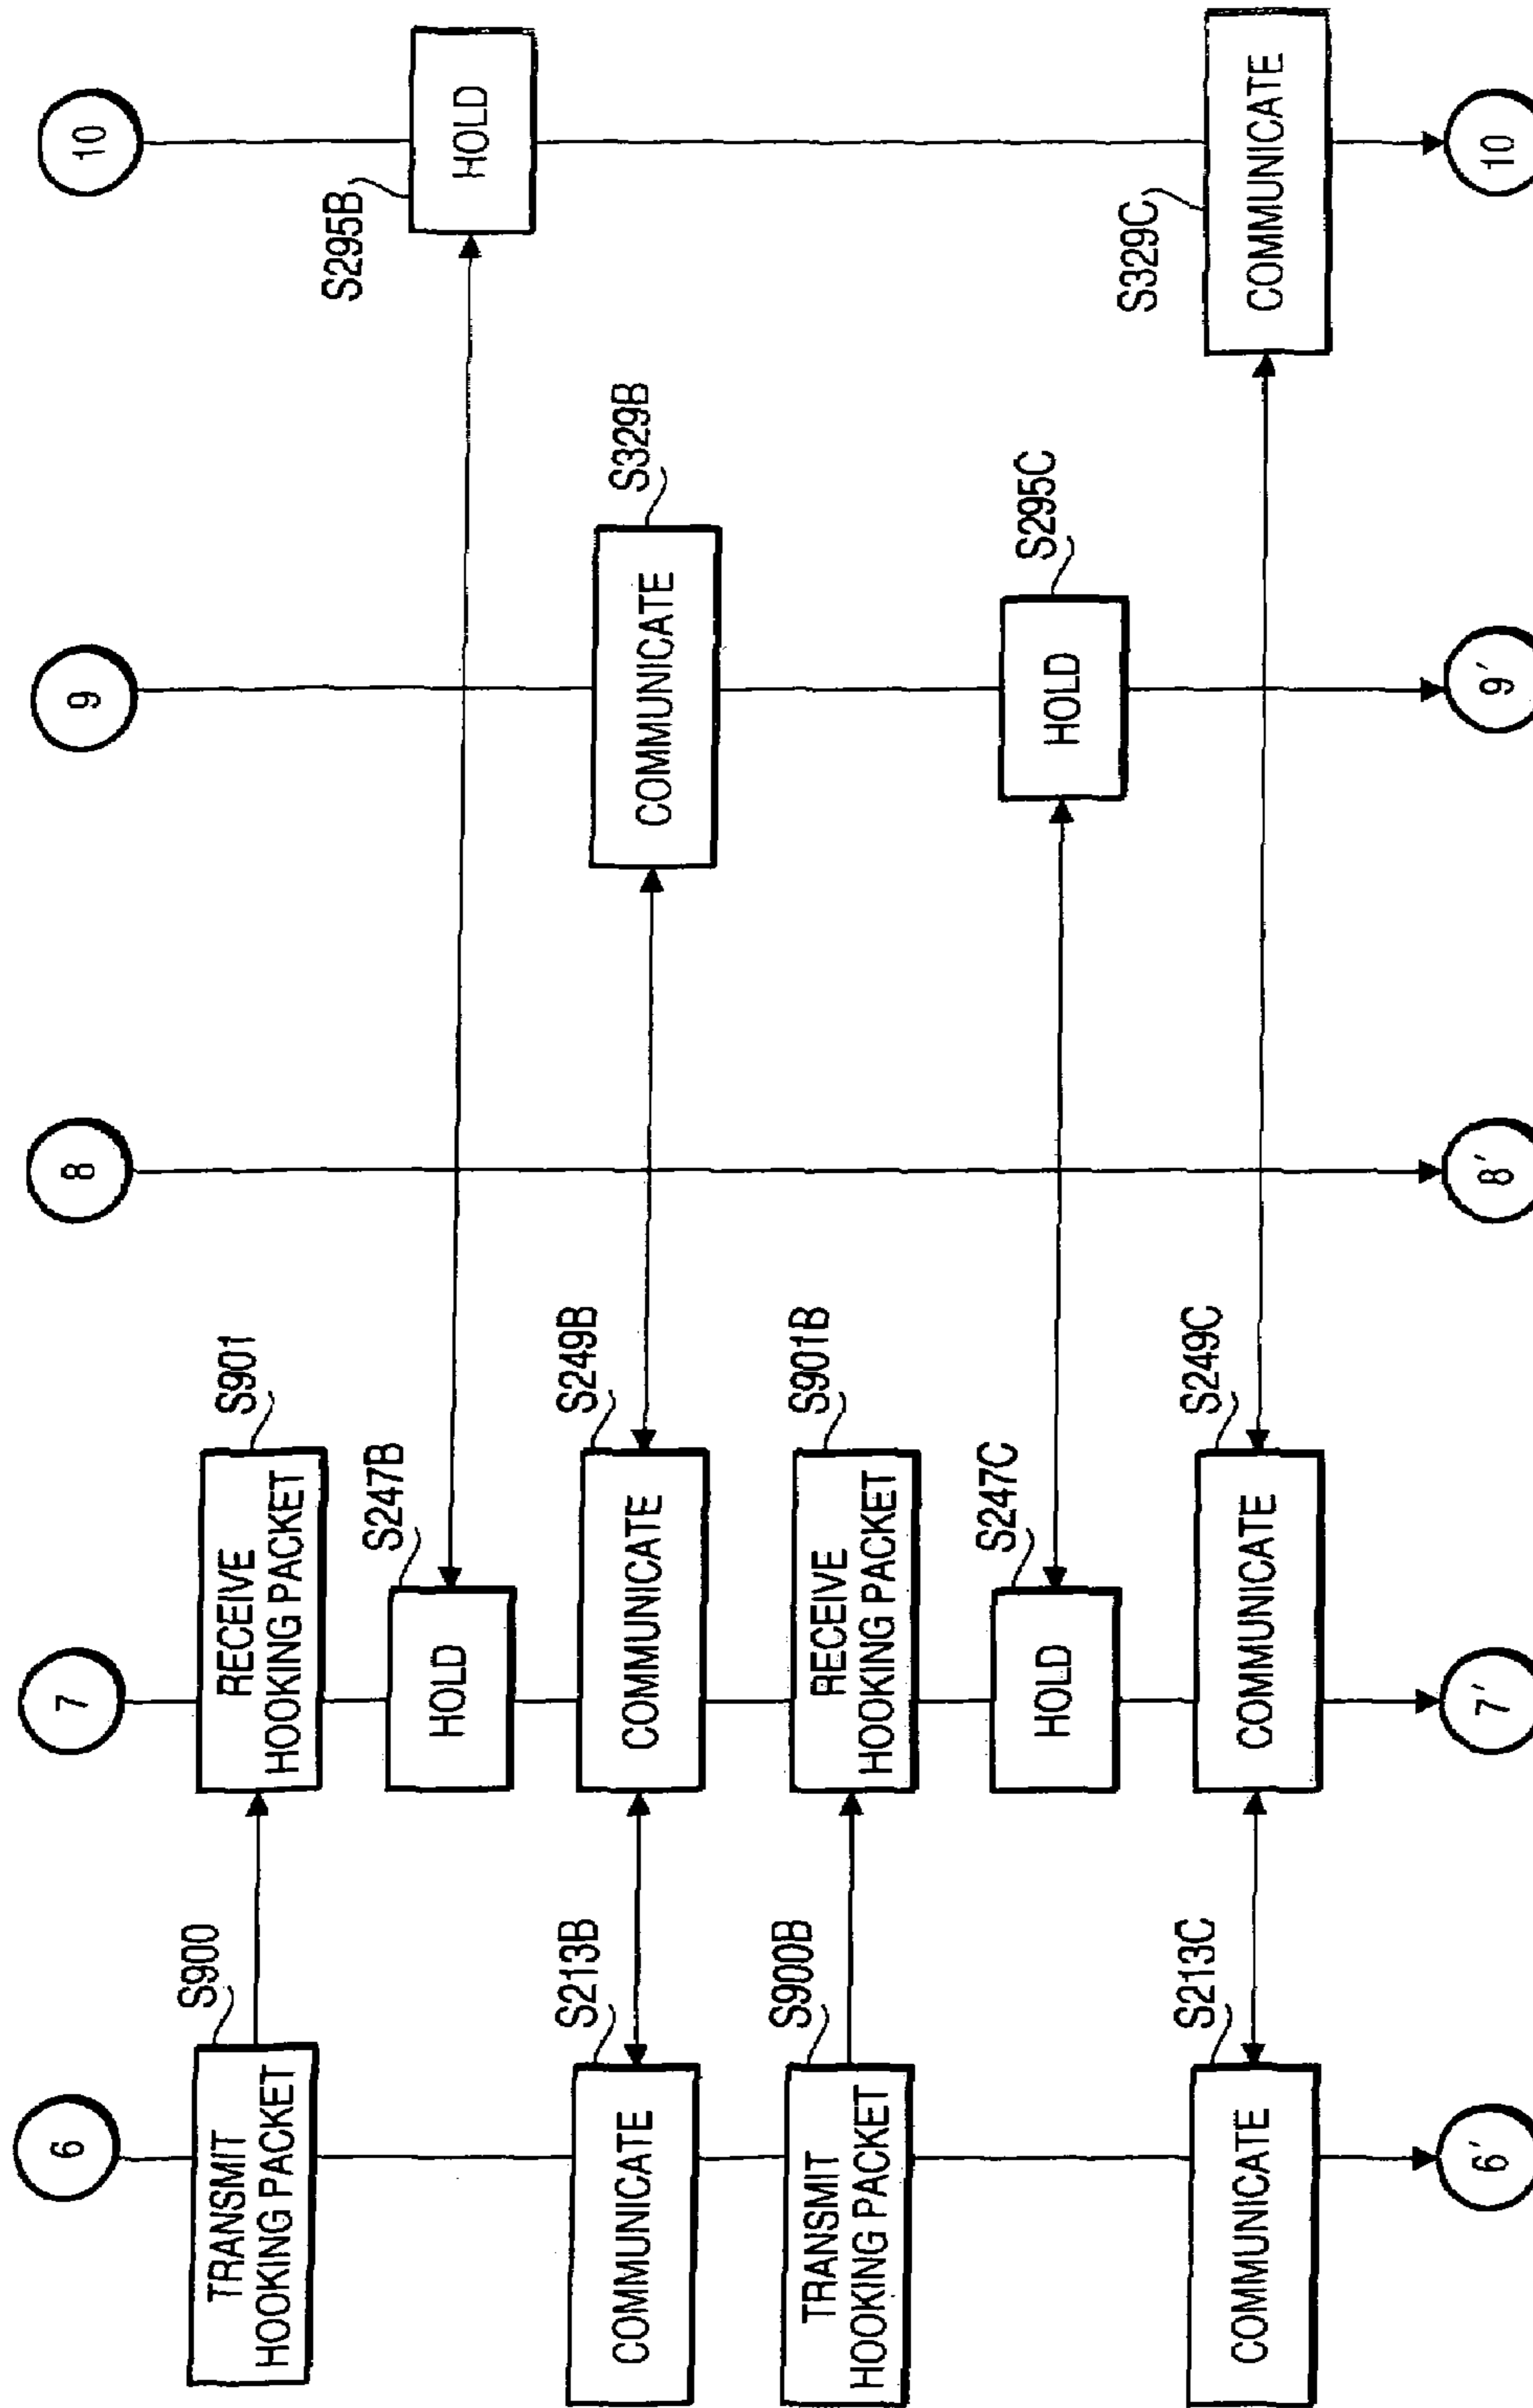 6
7
8
9
10
S900
TRANSMIT
HOOKING PACKET
S901
RECEIVE
HOOKING PACKET
S247B
HOLD
S295B
HOLD
S213B
COMMUNICATE
S249B
COMMUNICATE
S329B
COMMUNICATE
S900B
TRANSMIT
HOOKING PACKET
S901B
RECEIVE
HOOKING PACKET
S247C
HOLD
S295C
HOLD
S213C
COMMUNICATE
S249C
COMMUNICATE
S329C
COMMUNICATE
6'
7'
8'
9'
10